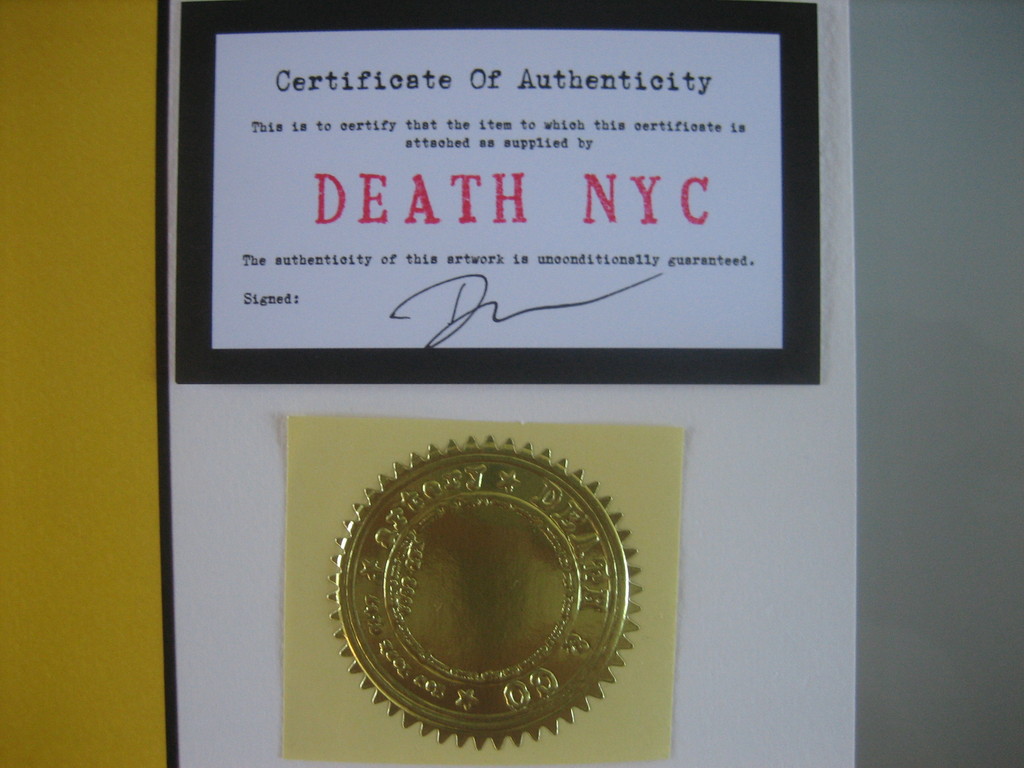 Certificate Of Authenticity
This is to certify that the item to which this certificate is
attached as supplied by
DEATH NYC
The authenticity of this artwork is unconditionally guaranteed.
Signed:
DEATH